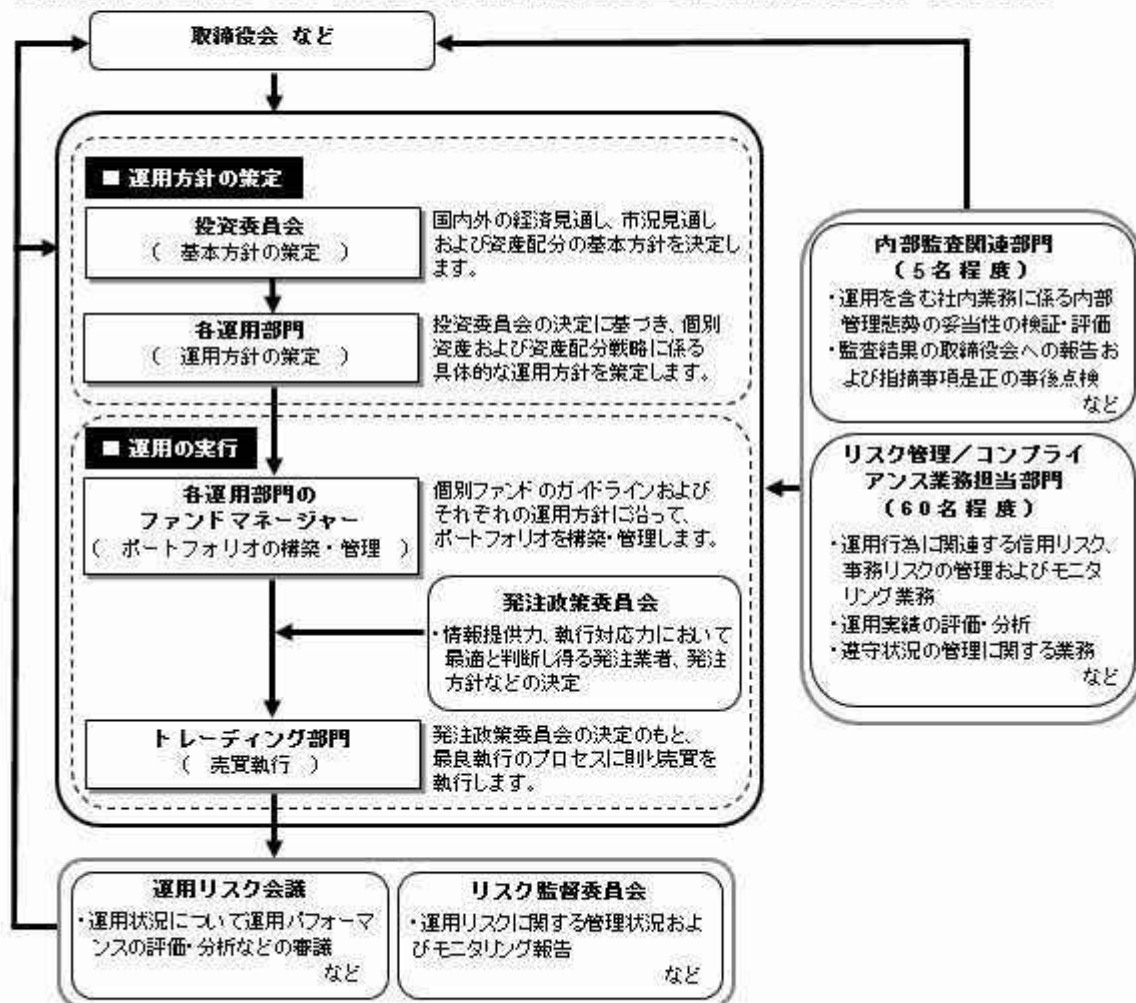 取締役会 など
■ 運用方針の策定
投資委員会
( 基本方針の策定 )
国内外の経済見通し、市況見通し
および資産配分の基本方針を決定し
ます。
各運用部門
( 運用方針の策定 )
投資委員会の決定に基づき、個別
資産および資産配分戦略に係る
具体的な運用方針を策定します。
■ 運用の実行
各運用部門の
ファンドマネージャー
( ポートフォリオの構築・管理 )
個別ファンドのガイドラインおよび
それぞれの運用方針に沿って、
ポートフォリオを構築・管理します。
発注政策委員会
・情報提供力、執行対応力において
最適と判断し得る発注業者、発注
方針などの決定
トレーディング部門
( 売買執行 )
発注政策委員会の決定のもと、
最良執行のプロセスに則り売買を
執行します。
内部監査関連部門
(5名程度)
・運用を含む社内業務に係る内部
管理態勢の妥当性の検証・評価
・監査結果の取締役会への報告お
よび指摘事項是正の事後点検
など
リスク管理/コンプライ
アンス業務担当部門
(60名程度)
・運用行為に関連する信用リスク、
事務リスクの管理およびモニタ
リング業務
・運用実績の評価・分析
・遵守状況の管理に関する業務
など
運用リスク会議
・運用状況について運用パフォーマ
ンスの評価・分析などの審議
など
リスク監督委員会
・運用リスクに関する管理状況およ
びモニタリング報告
など